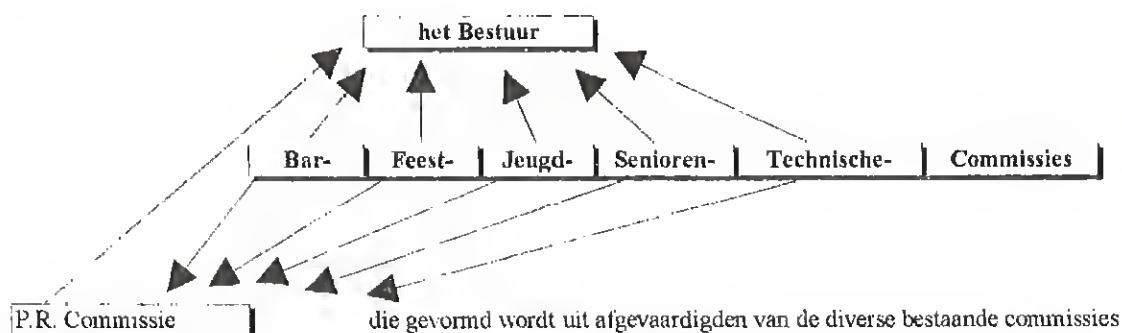 het Bestuur
Bar- Feest- Jeugd- Senioren- Technische- Commissies
P.R. Commissie die gevormd wordt uit afgevaardigden van de diverse bestaande commissies